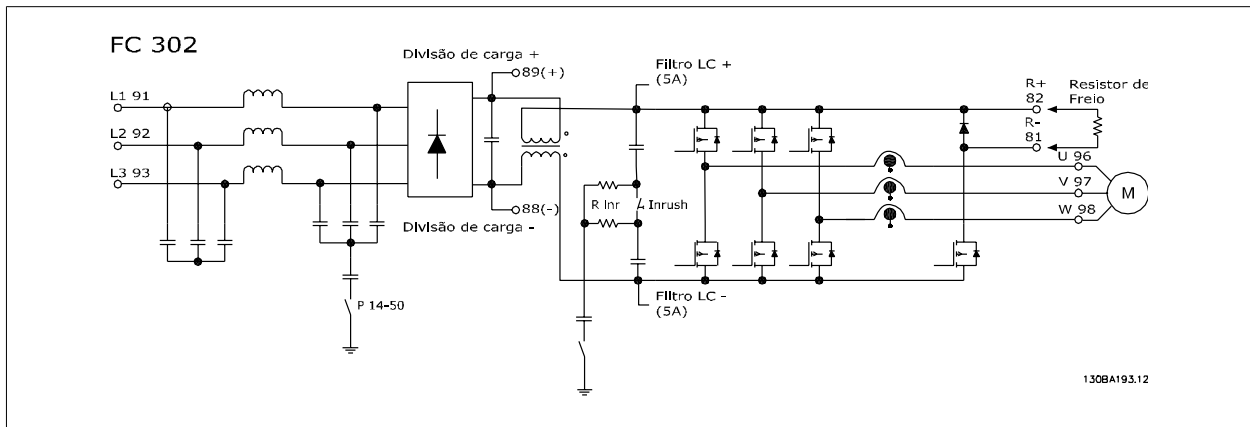 FC 302
Divisão de carga +
89(+)
Filtro LC +
(5A)
R+
82
Resistor de
Freio
R-
81
L1 91
L2 92
L3 93
U 96
V 97
W 98
M
R Inr
Inrush
88(-)
Divisão de carga -
P 14-50
Filtro LC -
(5A)
130BA193.12